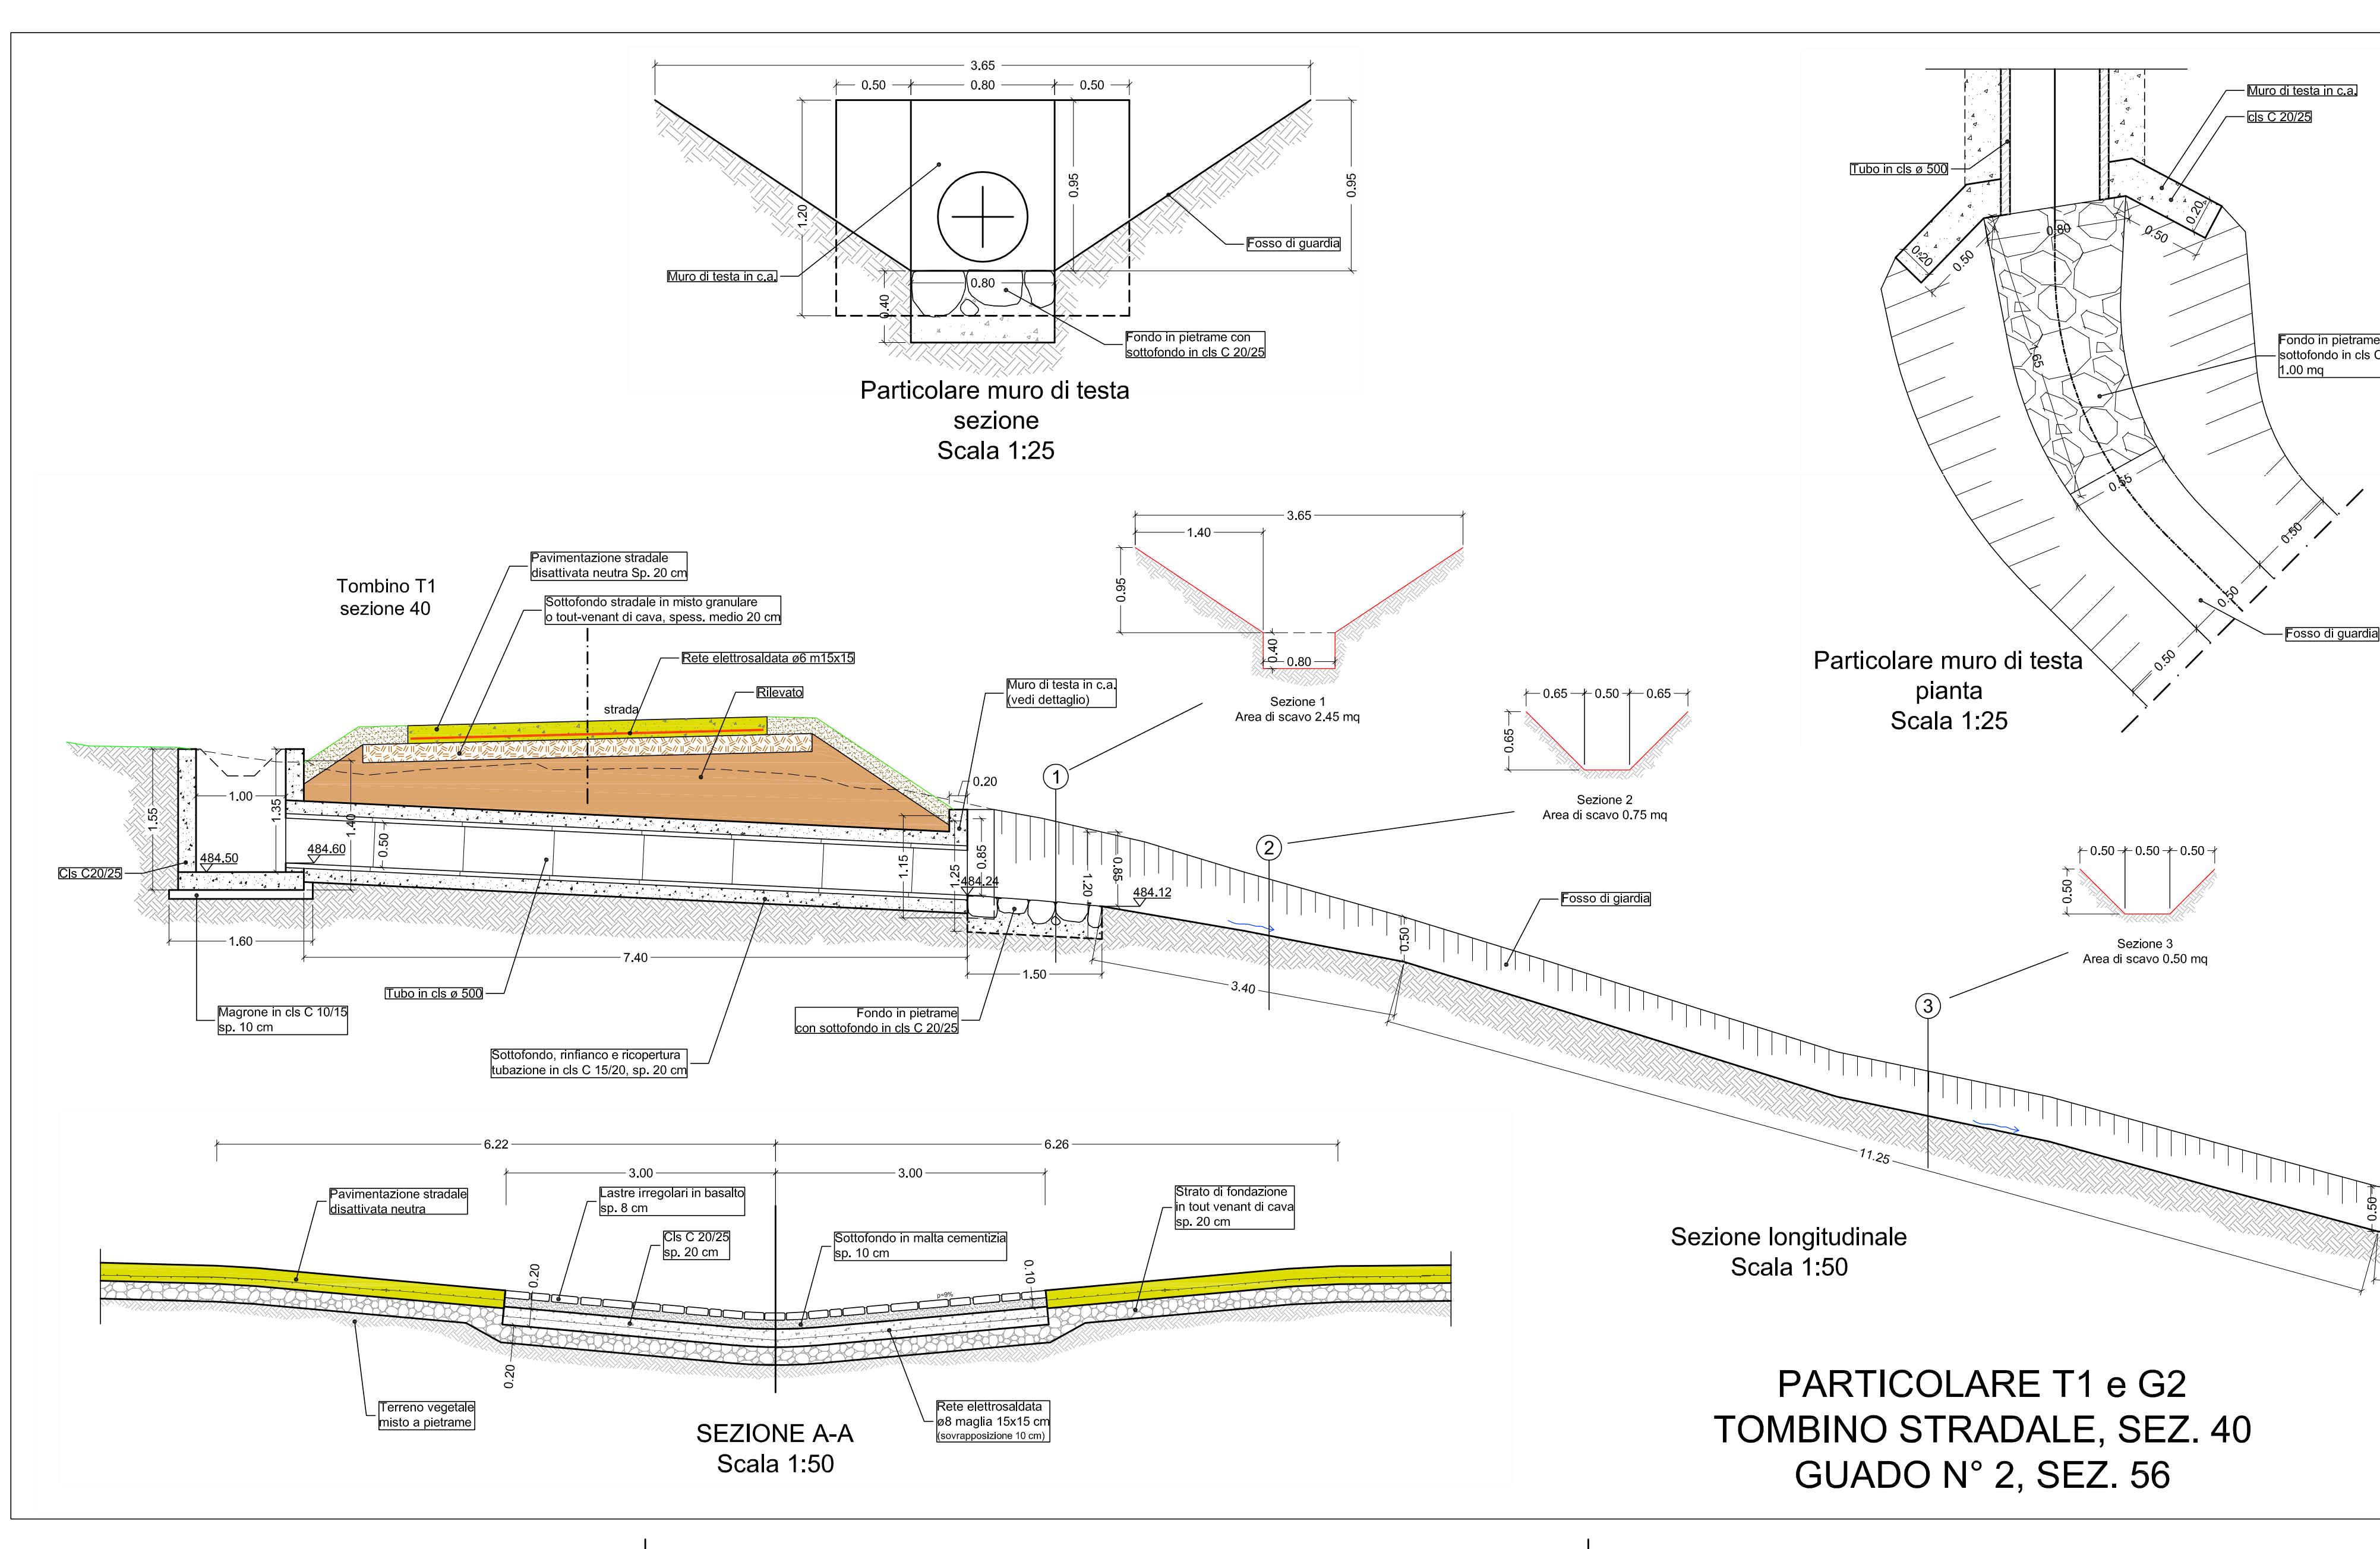 3.65
0.50
0.80
0.50
1.20
0.95
0.95
Muro di testa in c.a.
Fosso di guardia
0.80
0.40
Fondo in pietrame con
sottofondo in cls C 20/25
Particolare muro di testa
sezione
Scala 1:25
Muro di testa in c.a.
cls C 20/25
Tubo in cls ø 500
0.20
0.80
0.50
0.20
0.50
1.65
Fondo in pietrame
sottofondo in cls C
1.00 mq
0.55
0.50
0.50
0.50
Fosso di guardia
Particolare muro di testa
pianta
Scala 1:25
Tombino T1
sezione 40
Pavimentazione stradale
disattivata neutra Sp. 20 cm
Sottofondo stradale in misto granulare
o tout-venant di cava, spess. medio 20 cm
Rete elettrosaldata ø6 m15x15
Rilevato
strada
Muro di testa in c.a.
(vedi dettaglio)
3.65
1.40
0.95
0.40
0.80
Sezione 1
Area di scavo 2.45 mq
0.65
0.50
0.65
0.65
Sezione 2
Area di scavo 0.75 mq
0.50
0.50
0.50
0.50
Sezione 3
Area di scavo 0.50 mq
1
2
3
0.20
1.00
1.55
1.35
1.40
0.50
484.50
484.60
1.15
1.25
0.85
484.24
1.20
0.85
484.12
Cls C20/25
1.60
7.40
1.50
3.40
0.50
11.25
0.50
Fosso di giardia
Tubo in cls ø 500
Magrone in cls C 10/15
sp. 10 cm
Fondo in pietrame
con sottofondo in cls C 20/25
Sottofondo, rinfianco e ricopertura
tubazione in cls C 15/20, sp. 20 cm
Sezione longitudinale
Scala 1:50
6.22
6.26
3.00
3.00
Pavimentazione stradale
disattivata neutra
Lastre irregolari in basalto
sp. 8 cm
Cls C 20/25
sp. 20 cm
Sottofondo in malta cementizia
sp. 10 cm
Strato di fondazione
in tout venant di cava
sp. 20 cm
0.20
0.10
p=9%
0.20
Terreno vegetale
misto a pietrame
Rete elettrosaldata
ø8 maglia 15x15 cm
(sovrapposizione 10 cm)
SEZIONE A-A
Scala 1:50
PARTICOLARE T1 e G2
TOMBINO STRADALE, SEZ. 40
GUADO N° 2, SEZ. 56